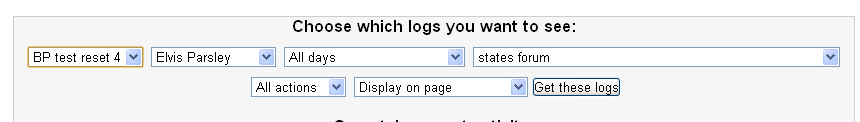 Choose which logs you want to see:
BP test reset 4 Elvis Parsley All days states forum
All actions Display on page Get these logs